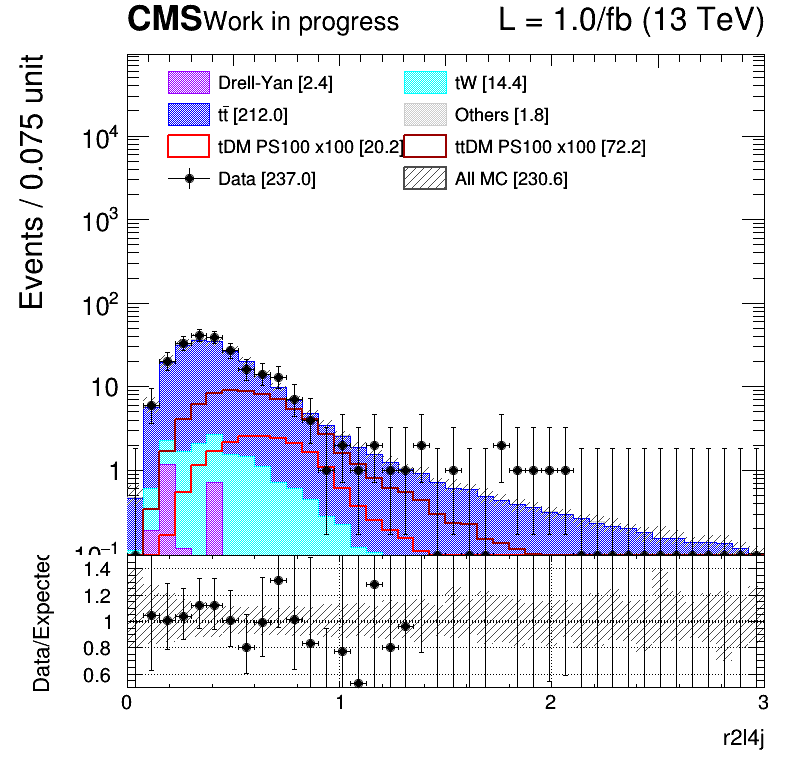 CMS Work in progress L = 1.0/fb (13 TeV)
Events / 0.075 unit
Drell-Yan [2.4] tW [14.4]
tt̄ [212.0] Others [1.8]
tDM PS100 x100 [20.2] ttDM PS100 x100 [72.2]
Data [237.0] All MC [230.6]
10⁴
10³
10²
10
1
10⁻¹
Data/Expected
1.4
1.2
1
0.8
0.6
0 1 2 3
r2l4j